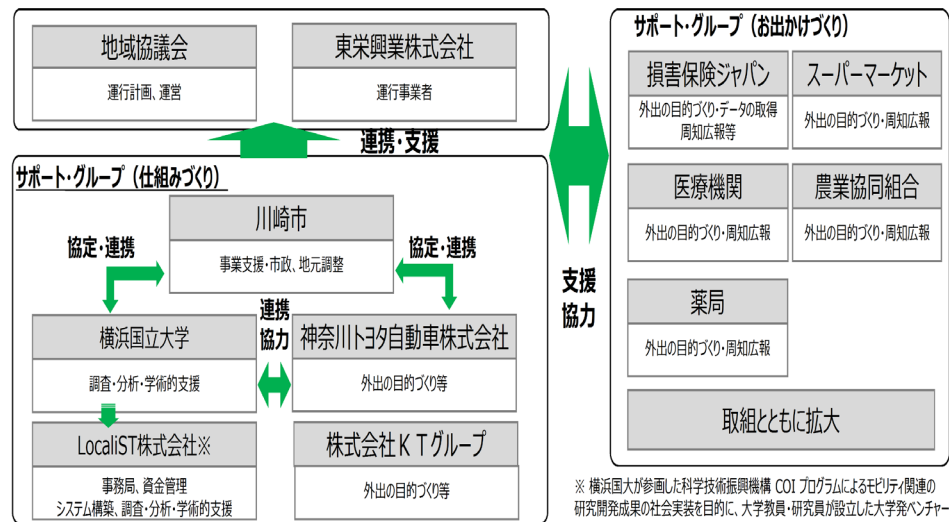 地域協議会
運行計画、運営
東栄興業株式会社
運行事業者
連携・支援
サポート・グループ（仕組みづくり）
川崎市
事業支援・市政、地元調整
協定・連携
協定・連携
横浜国立大学
調査・分析・学術的支援
連携
協力
神奈川トヨタ自動車株式会社
外出の目的づくり等
LocaliST株式会社※
事務局、資金管理
システム構築、調査・分析・学術的支援
株式会社ＫＴグループ
外出の目的づくり等
支援
協力
サポート・グループ（お出かけづくり）
損害保険ジャパン
外出の目的づくり・データの取得
周知広報等
スーパーマーケット
外出の目的づくり・周知広報
医療機関
外出の目的づくり・周知広報
農業協同組合
外出の目的づくり・周知広報
薬局
外出の目的づくり・周知広報
取組とともに拡大
※ 横浜国大が参画した科学技術振興機構 COI プログラムによるモビリティ関連の
研究開発成果の社会実装を目的に、大学教員・研究員が設立した大学発ベンチャー